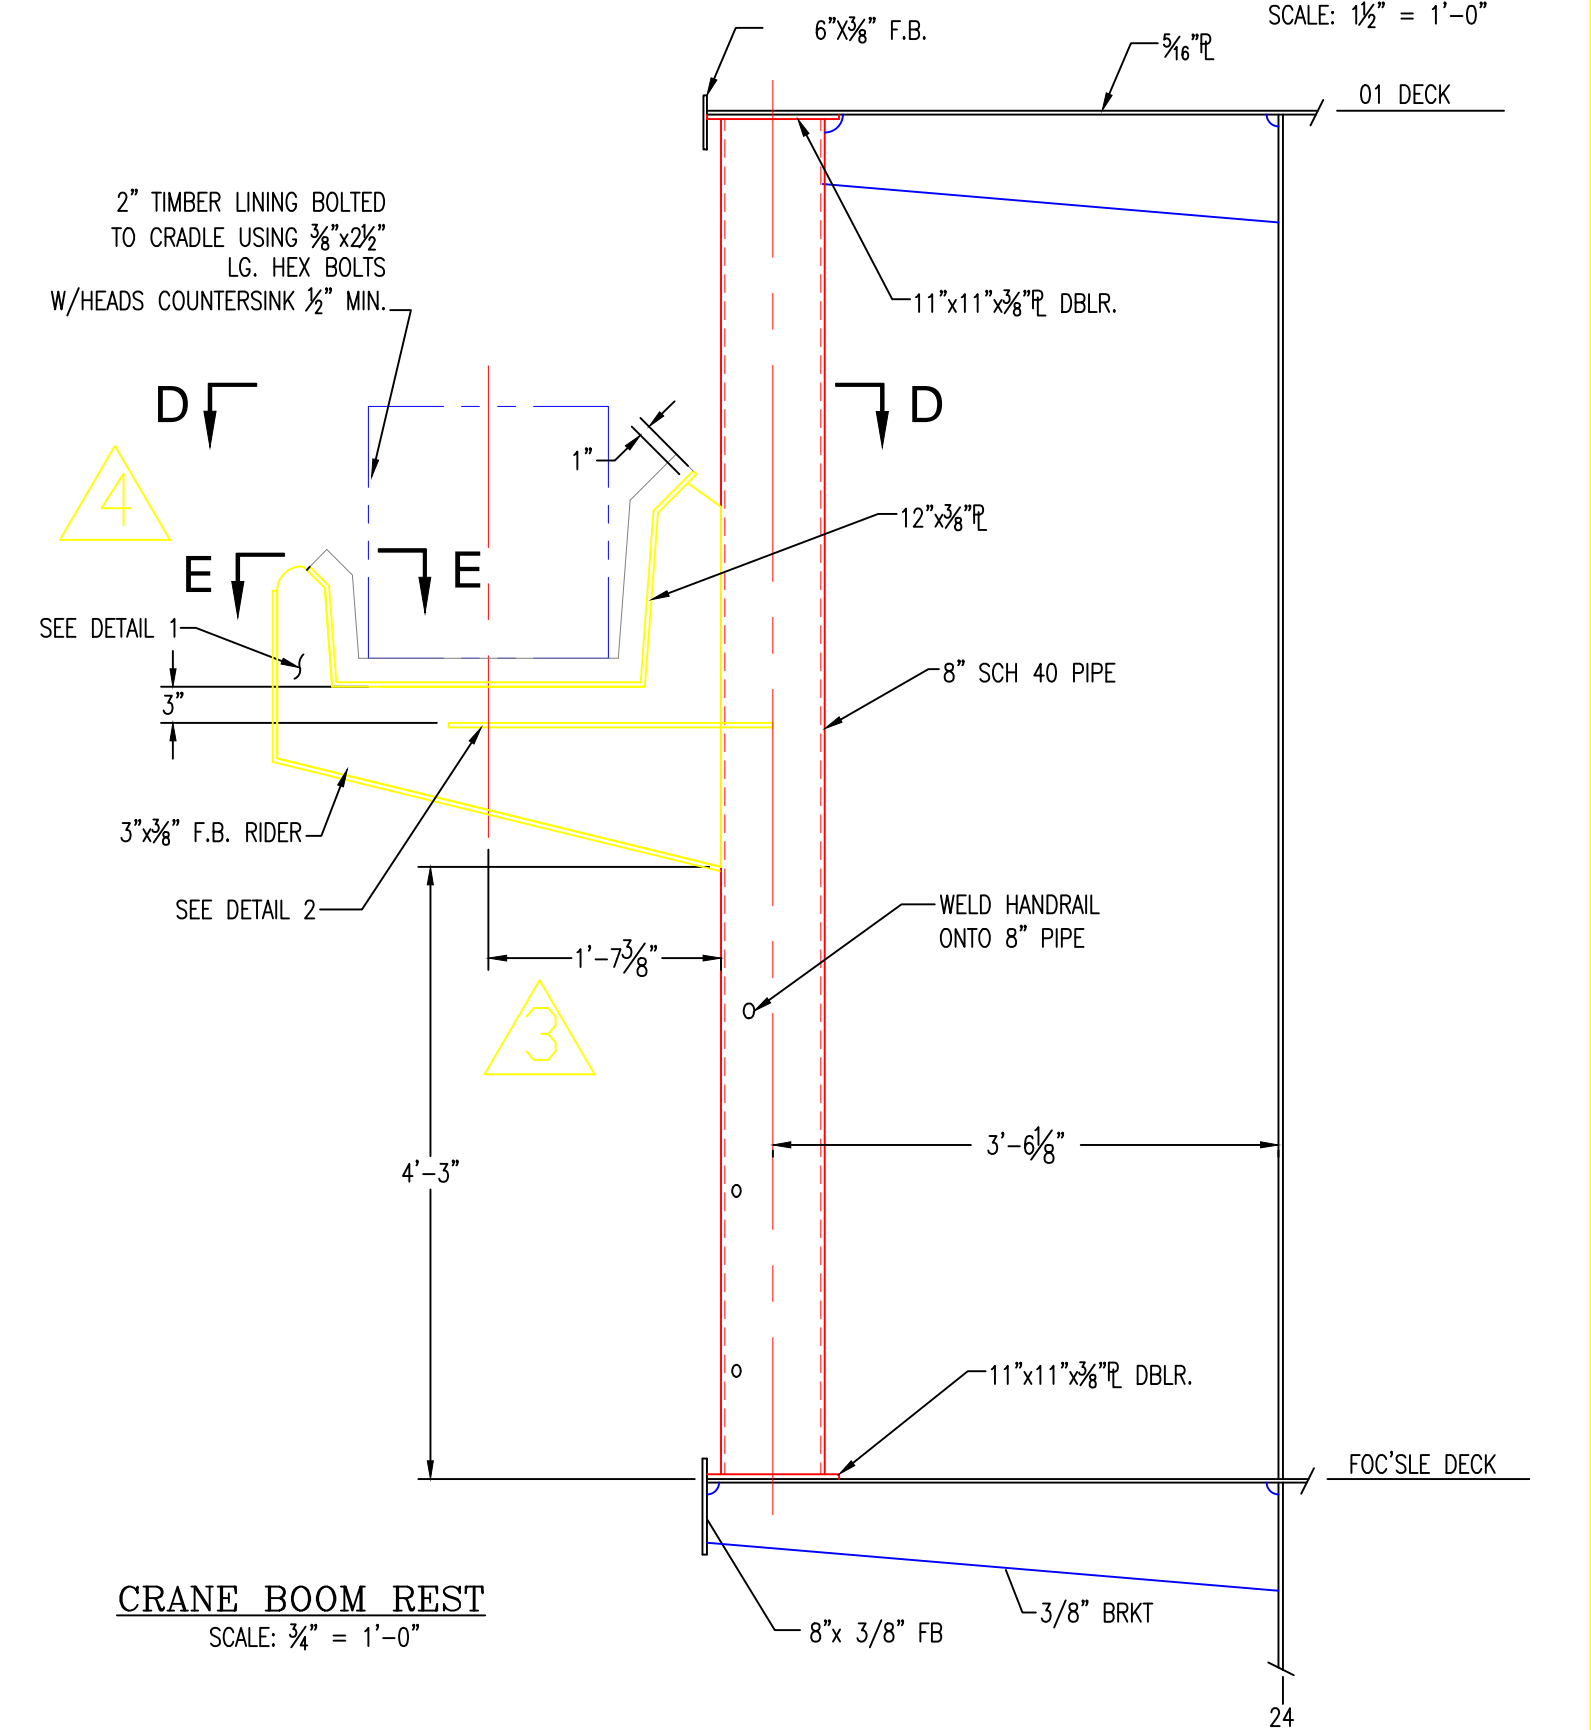 SCALE: 1½" = 1'-0"
6"X⅜" F.B.
5/16"PL
01 DECK
2" TIMBER LINING BOLTED
TO CRADLE USING ⅜"x2½"
LG. HEX BOLTS
W/HEADS COUNTERSINK ½" MIN.
11"x11"x⅜"PL DBLR.
D
D
1"
4
12"x⅜"PL
E
E
SEE DETAIL 1
8" SCH 40 PIPE
3"
3"x⅜" F.B. RIDER
SEE DETAIL 2
WELD HANDRAIL
ONTO 8" PIPE
1'-7⅜"
3
3'-6⅛"
4'-3"
11"x11"x⅜"PL DBLR.
FOC'SLE DECK
CRANE BOOM REST
SCALE: ¾" = 1'-0"
8"x 3/8" FB
3/8" BRKT
24